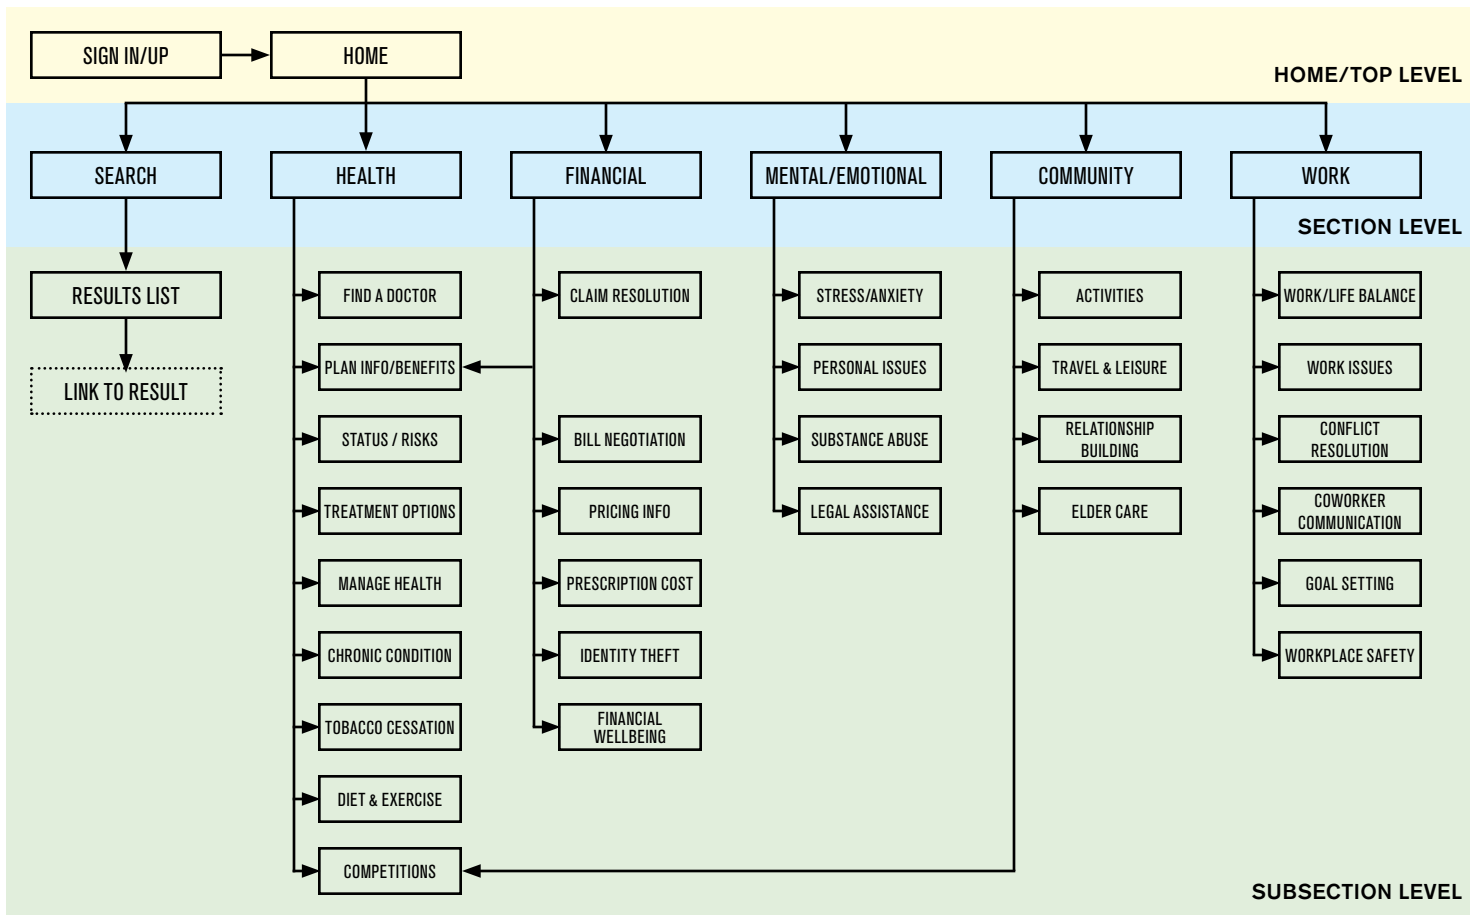 SIGN IN/UP
HOME
HOME/TOP LEVEL
SEARCH
HEALTH
FINANCIAL
MENTAL/EMOTIONAL
COMMUNITY
WORK
SECTION LEVEL
RESULTS LIST
LINK TO RESULT
FIND A DOCTOR
PLAN INFO/BENEFITS
STATUS / RISKS
TREATMENT OPTIONS
MANAGE HEALTH
CHRONIC CONDITION
TOBACCO CESSATION
DIET & EXERCISE
COMPETITIONS
CLAIM RESOLUTION
BILL NEGOTIATION
PRICING INFO
PRESCRIPTION COST
IDENTITY THEFT
FINANCIAL
WELLBEING
STRESS/ANXIETY
PERSONAL ISSUES
SUBSTANCE ABUSE
LEGAL ASSISTANCE
ACTIVITIES
TRAVEL & LEISURE
RELATIONSHIP
BUILDING
ELDER CARE
WORK/LIFE BALANCE
WORK ISSUES
CONFLICT
RESOLUTION
COWORKER
COMMUNICATION
GOAL SETTING
WORKPLACE SAFETY
SUBSECTION LEVEL